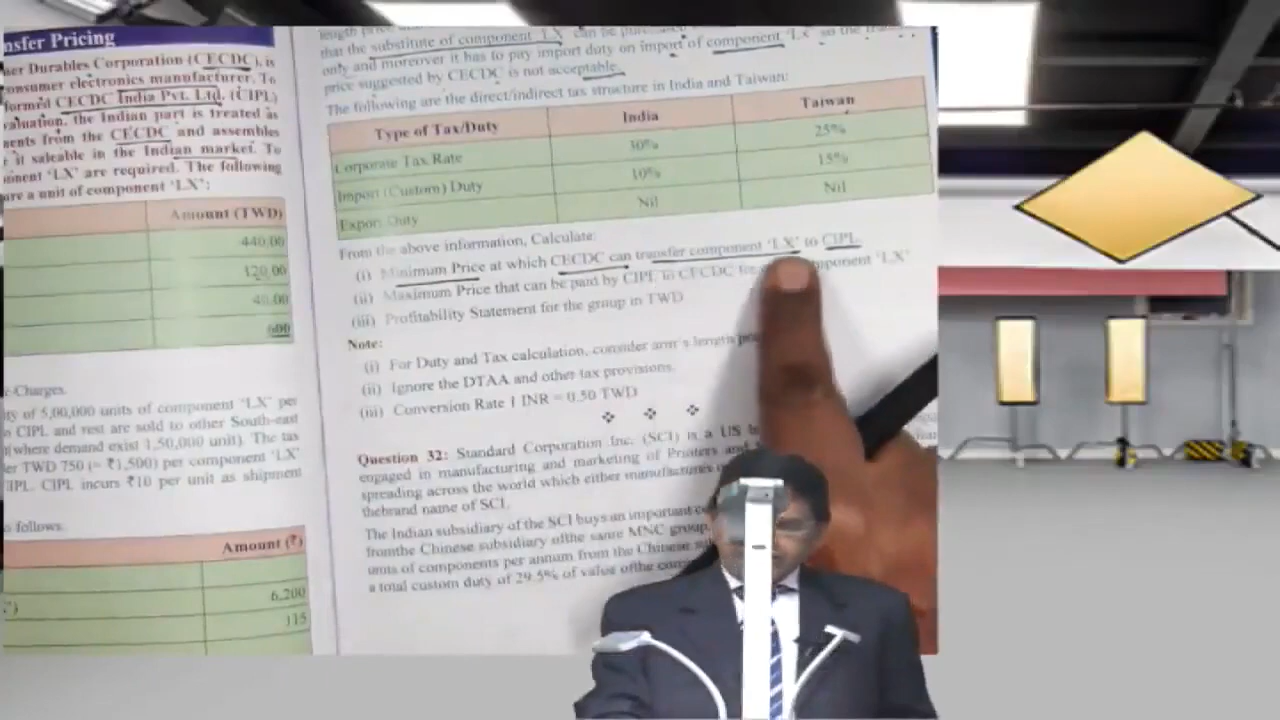 nsfer Pricing
ner Durables Corporation (CECDC), is
onsumer electronics manufacturer. To
formed CECDC India Pvt. Ltd. (CIPL)
valuation, the Indian part is treated as
nents from the CECDC and assembles
it saleable in the Indian market. To
onent 'LX' are required. The following
ure a unit of component 'LX':
Amount (TWD)
440.00
120.00
40.00
600
e-Charges.
ity of 5,00,000 units of component 'LX' per
o CIPL and rest are sold to other South-east
(where demand exist 1,50,000 unit). The tax
er TWD 750 (= ₹1,500) per component 'LX'
IPL. CIPL incurs ₹10 per unit as shipment
follows.
Amount (₹)
6,200
')
115
length price
that the substitute of component 'LX' can be
only and moreover it has to pay import duty on import of component 'Lx' so the
price suggested by CECDC is not acceptable.
The following are the direct/indirect tax structure in India and Taiwan:
Type of Tax/Duty India Taiwan
Corporate Tax Rate 30% 25%
Import (Custom) Duty 10% 15%
Export Duty Nil Nil
From the above information, Calculate:
(i) Minimum Price at which CECDC can transfer component 'LX' to CIPL
(ii) Maximum Price that can be paid by CIPL to CECDC for component 'LX'
(iii) Profitability Statement for the group in TWD
Note:
(i) For Duty and Tax calculation, consider arm's length
(ii) Ignore the DTAA and other tax provisions.
(iii) Conversion Rate 1 INR = 0.50 TWD
Question 32: Standard Corporation Inc. (SCI) is a US
engaged in manufacturing and marketing of Printers and
spreading across the world which either manufactures
thebrand name of SCI.
The Indian subsidiary of the SCI buys an important
fromthe Chinese subsidiary ofthe same MNC group.
units of components per annum from the Chinese
a total custom duty of 29.5% of value ofthe